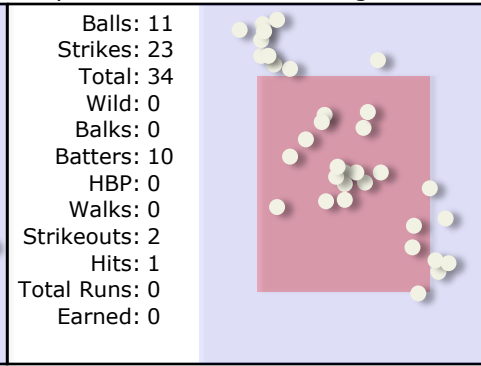 Balls: 11
Strikes: 23
Total: 34
Wild: 0
Balks: 0
Batters: 10
HBP: 0
Walks: 0
Strikeouts: 2
Hits: 1
Total Runs: 0
Earned: 0